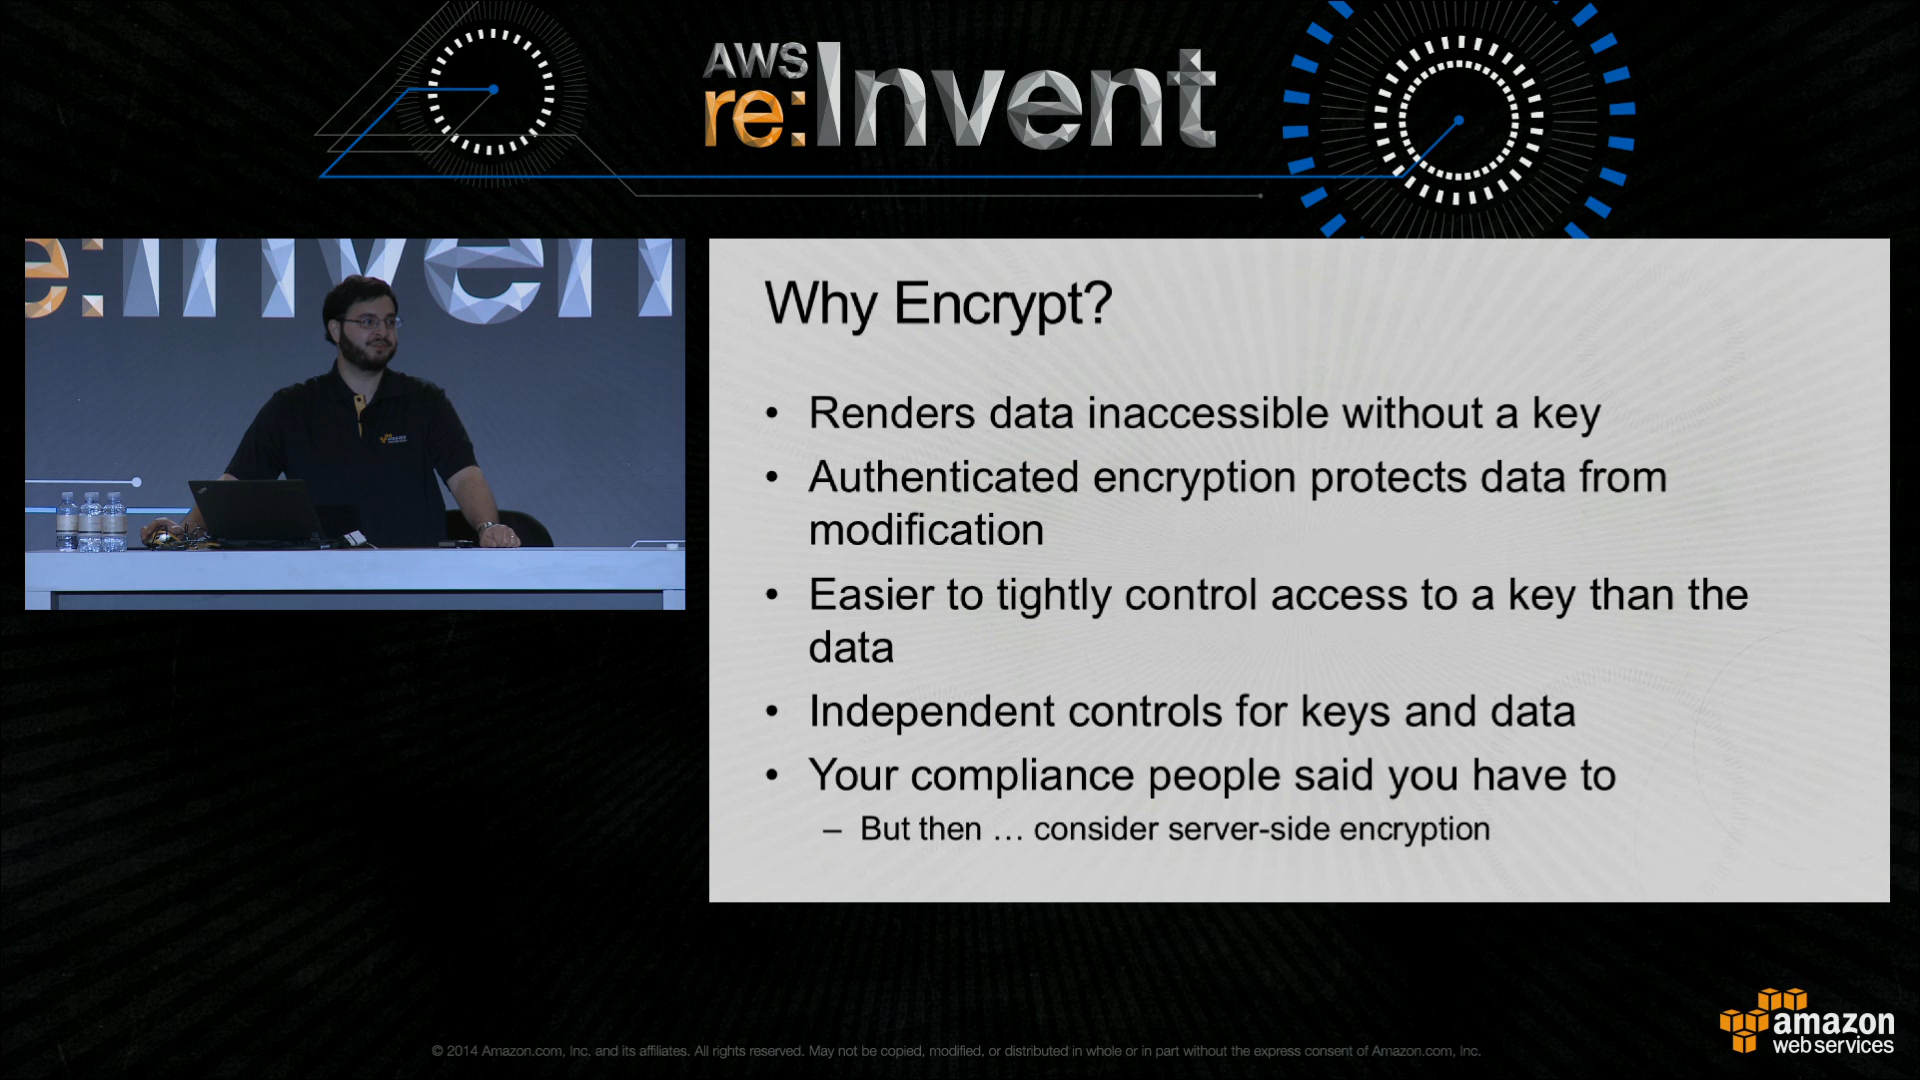 AWS
re:Invent
e:Inven
Why Encrypt?
• Renders data inaccessible without a key
• Authenticated encryption protects data from
modification
• Easier to tightly control access to a key than the
data
• Independent controls for keys and data
• Your compliance people said you have to
– But then … consider server-side encryption
amazon
web services
© 2014 Amazon.com, Inc. and its affiliates. All rights reserved. May not be copied, modified, or distributed in whole or in part without the express consent of Amazon.com, Inc.